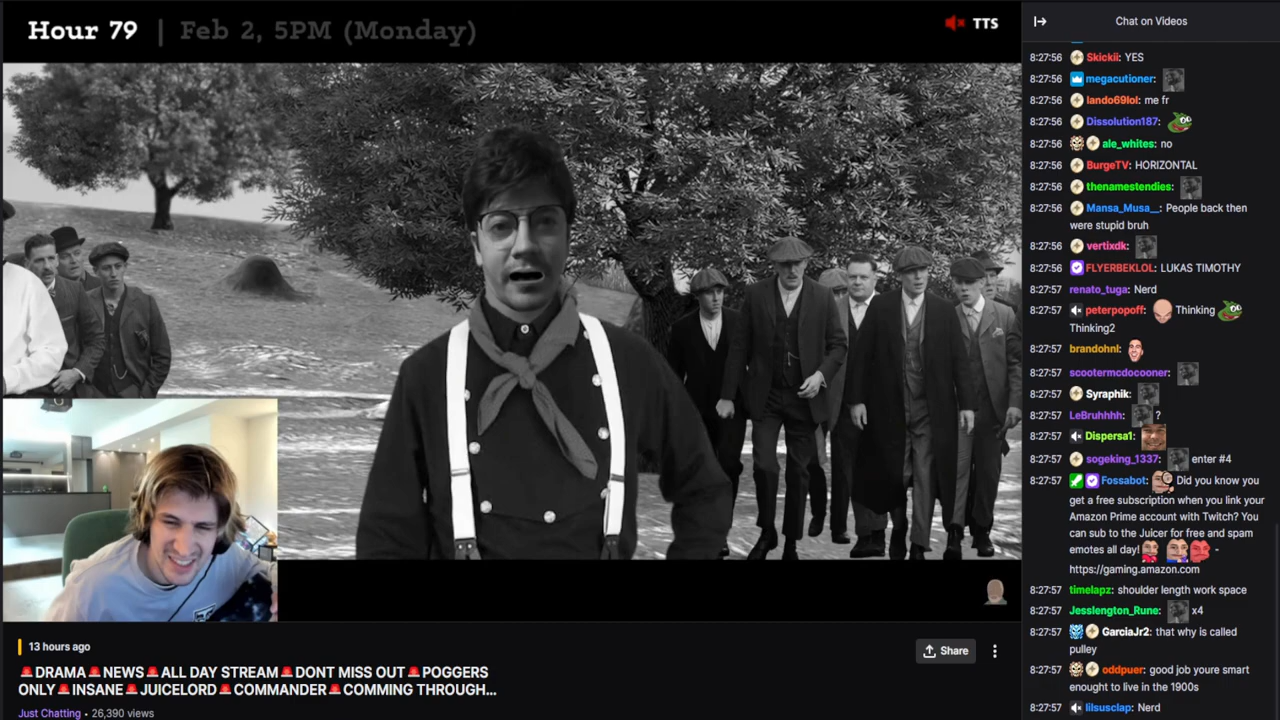 Hour 79 | Feb 2, 5PM (Monday)
TTS
Chat on Videos
8:27:56 Skickii: YES
8:27:56 megacutioner:
8:27:56 lando69lol: me fr
8:27:56 Dissolution187:
8:27:56 ale_whites: no
8:27:56 BurgeTV: HORIZONTAL
8:27:56 thenamestendies:
8:27:56 Mansa_Musa__: People back then
were stupid bruh
8:27:56 vertixdk:
8:27:56 FLYERBEKLOL: LUKAS TIMOTHY
8:27:57 renato_tuga: Nerd
8:27:57 peterpopoff: Thinking
Thinking2
8:27:57 brandohnl:
8:27:57 scootermcdocooner:
8:27:57 Syraphik:
8:27:57 LeBruhhhh: ?
8:27:57 Dispersa1:
8:27:57 sogeking_1337: enter #4
8:27:57 Fossabot: Did you know you
get a free subscription when you link your
Amazon Prime account with Twitch? You
can sub to the Juicer for free and spam
emotes all day! -
https://gaming.amazon.com
8:27:57 timelapz: shoulder length work space
8:27:57 Jesslengton_Rune: x4
8:27:57 GarciaJr2: that why is called
pulley
8:27:57 oddpuer: good job youre smart
enought to live in the 1900s
8:27:57 lilsusclap: Nerd
13 hours ago
Share
DRAMA NEWS ALL DAY STREAM DONT MISS OUT POGGERS
ONLY INSANE JUICELORD COMMANDER COMMING THROUGH...
Just Chatting • 26,390 views